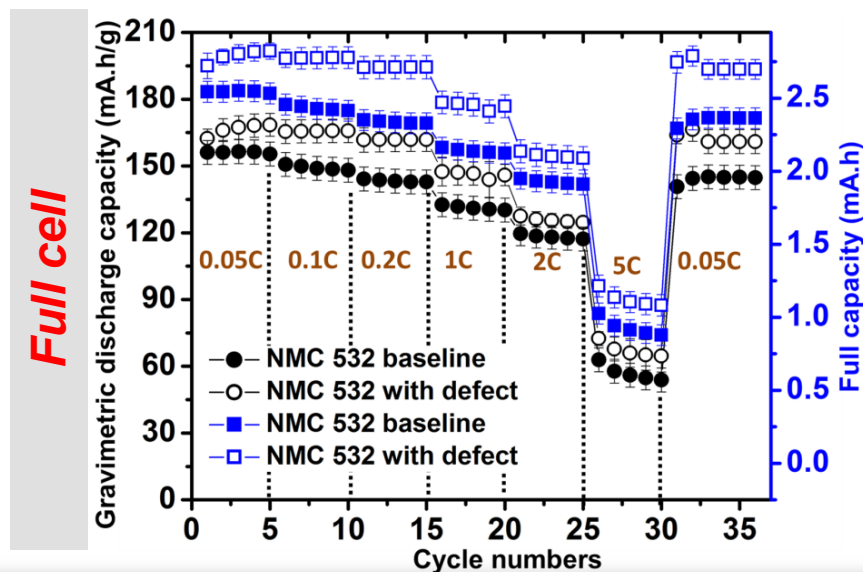 Full cell
Gravimetric discharge capacity (mA.h/g)
210
180
150
120
90
60
30
0
0.05C
0.1C
0.2C
1C
2C
5C
0.05C
NMC 532 baseline
NMC 532 with defect
NMC 532 baseline
NMC 532 with defect
0
5
10
15
20
25
30
35
Cycle numbers
2.5
2.0
1.5
1.0
0.5
0.0
Full capacity (mA.h)